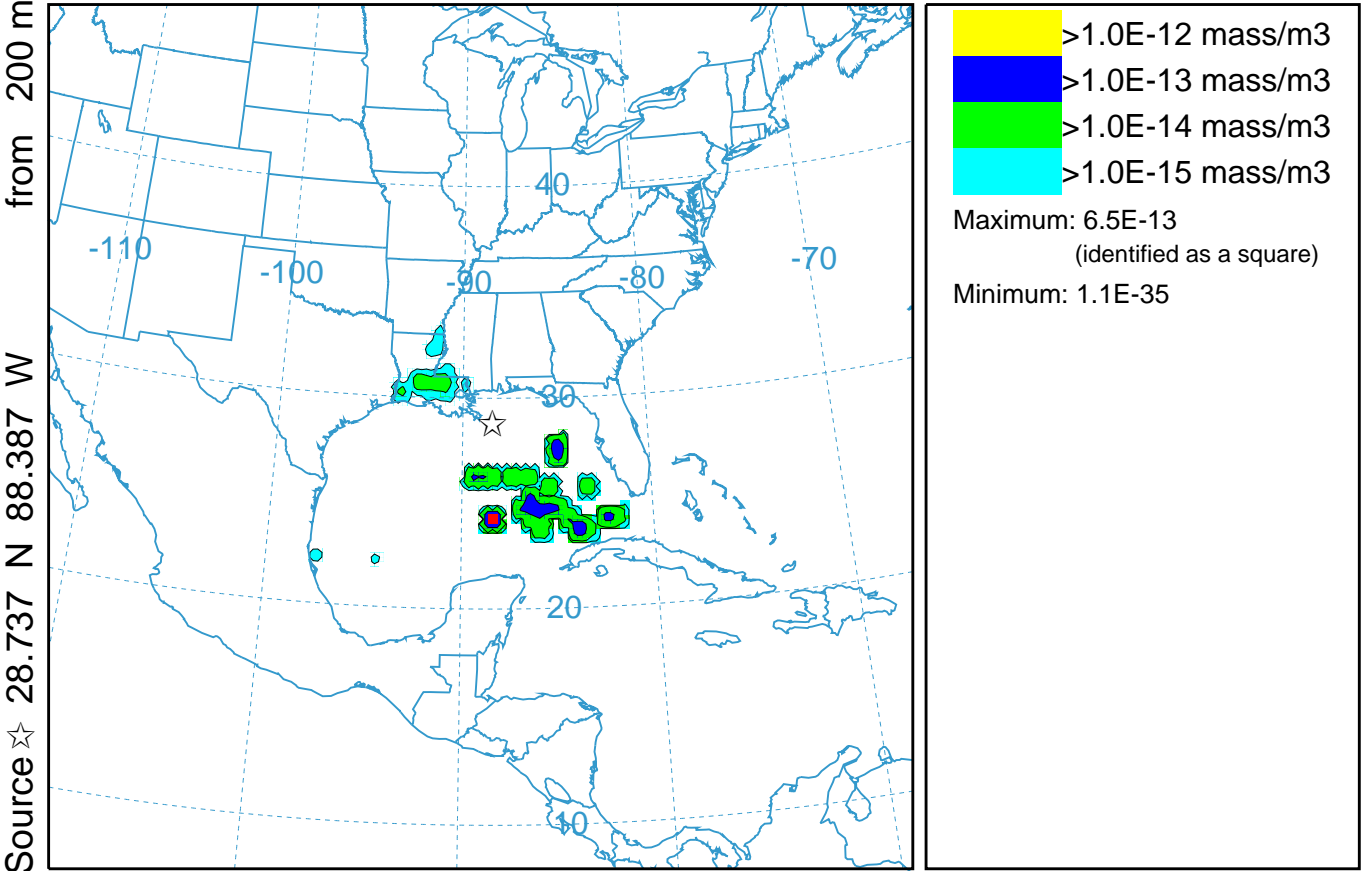 Source ☆ 28.737 N 88.387 W from 200 m
>1.0E-12 mass/m3
>1.0E-13 mass/m3
>1.0E-14 mass/m3
>1.0E-15 mass/m3
Maximum: 6.5E-13
(identified as a square)
Minimum: 1.1E-35
40
-110
-100
-90
-80
-70
30
20
10